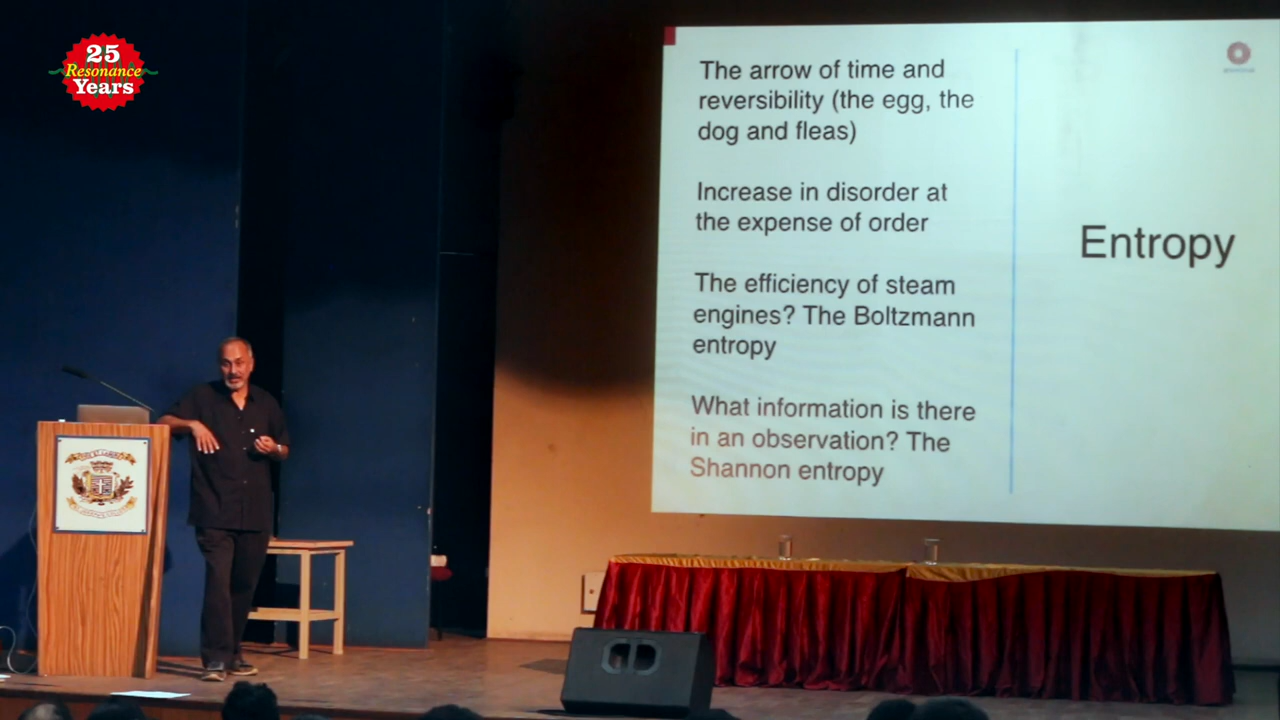 25
Resonance
Years
The arrow of time and
reversibility (the egg, the
dog and fleas)
Increase in disorder at
the expense of order
The efficiency of steam
engines? The Boltzmann
entropy
What information is there
in an observation? The
Shannon entropy
Entropy